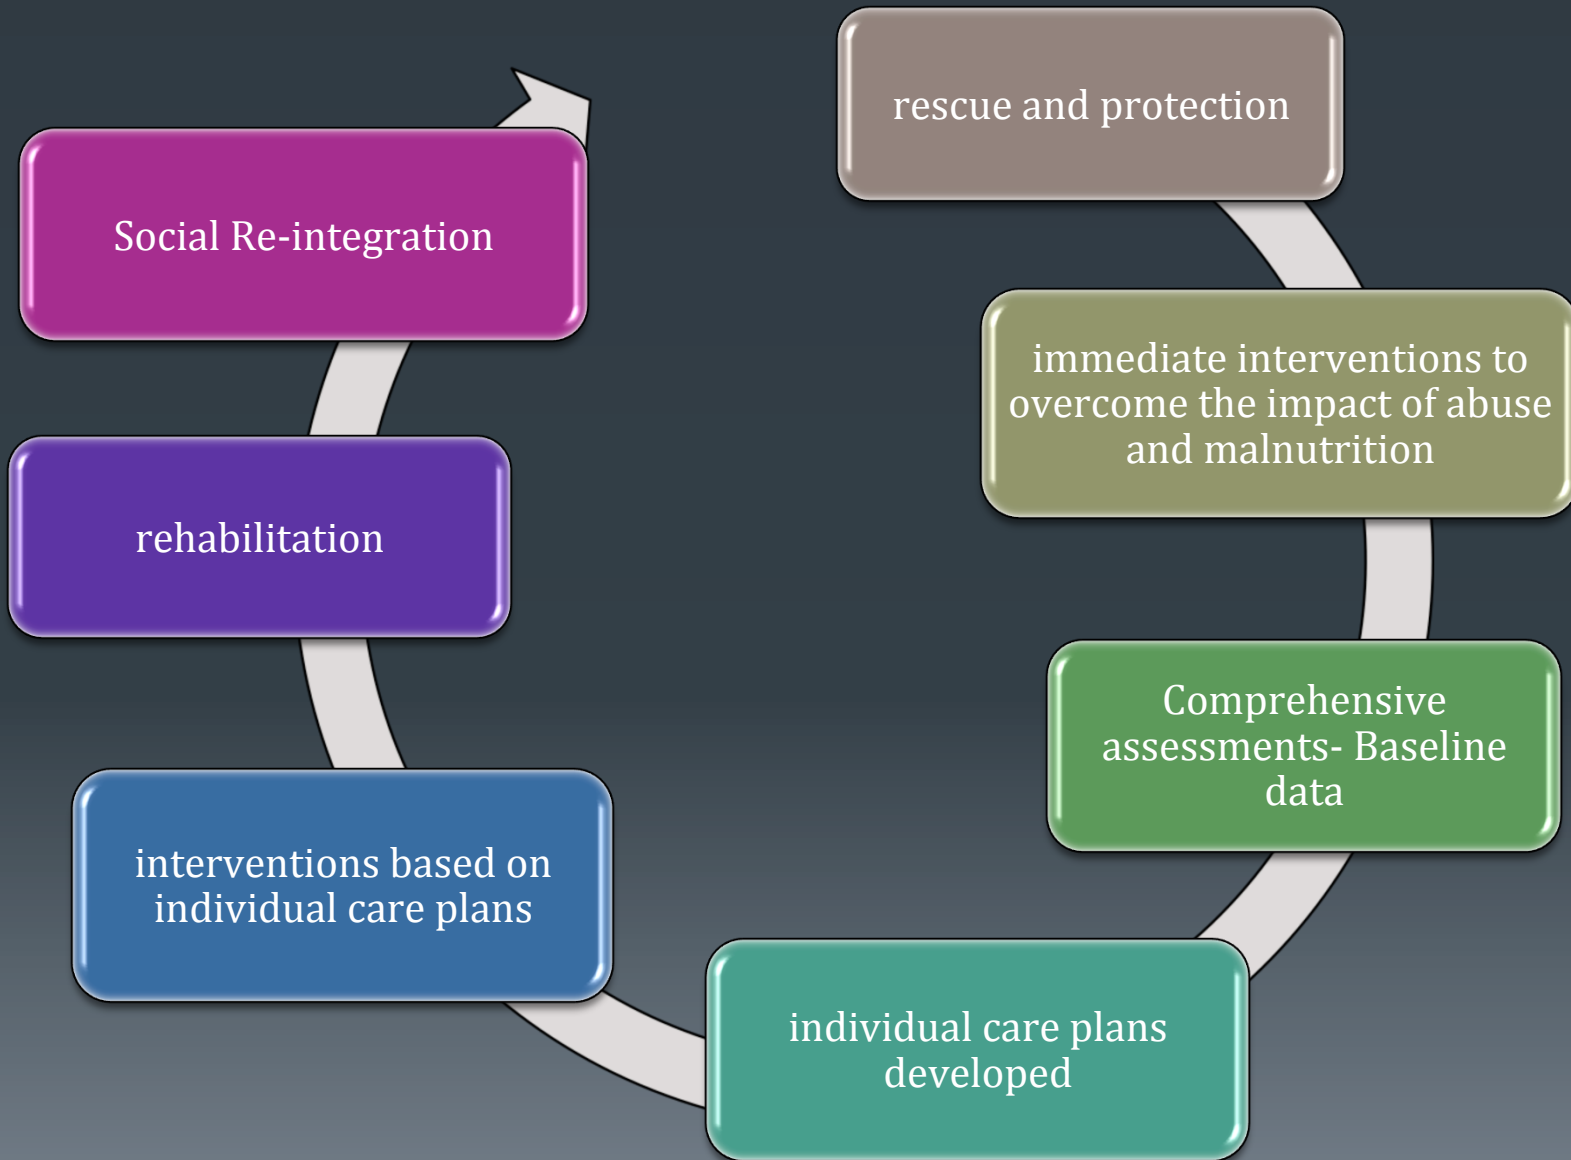 rescue and protection
immediate interventions to
overcome the impact of abuse
and malnutrition
Comprehensive
assessments- Baseline
data
individual care plans
developed
interventions based on
individual care plans
rehabilitation
Social Re-integration